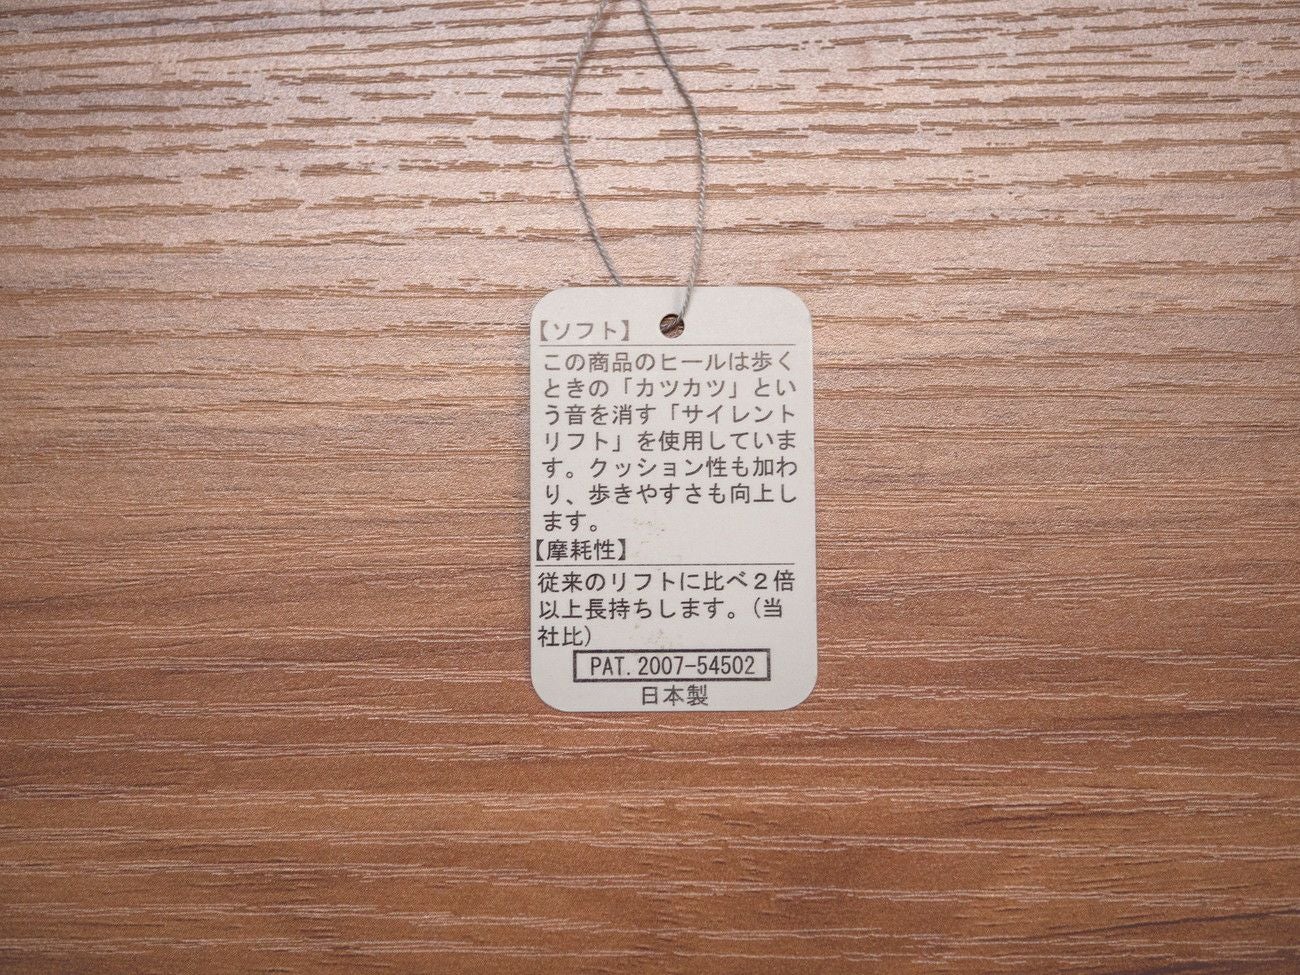 【ソフト】
この商品のヒールは歩く
ときの「カツカツ」とい
う音を消す「サイレント
リフト」を使用していま
す。クッション性も加わ
り、歩きやすさも向上し
ます。
【摩耗性】
従来のリフトに比べ２倍
以上長持ちします。（当
社比）
PAT.2007-54502
日本製